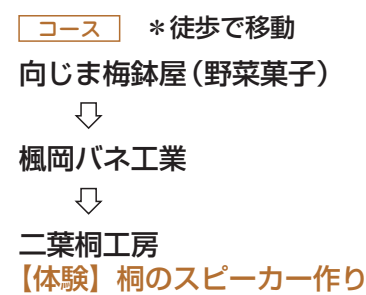 コース ＊徒歩で移動
向じま梅鉢屋（野菜菓子）
⇩
楓岡バネ工業
⇩
二葉桐工房
【体験】桐のスピーカー作り